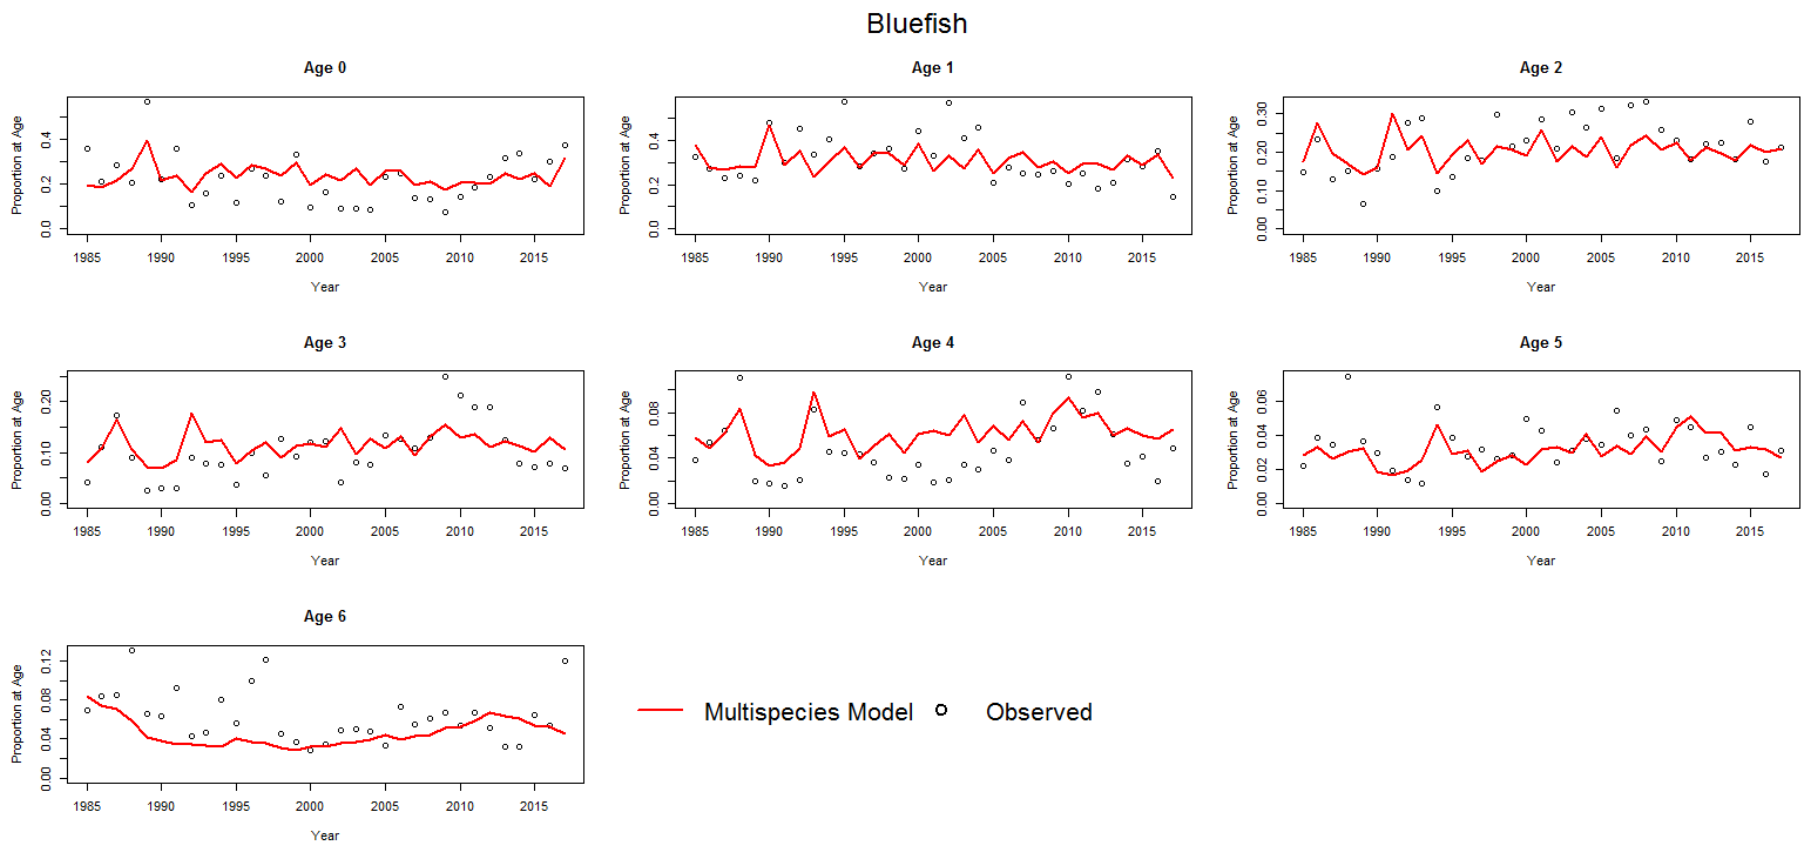 Bluefish
Age 0
Proportion at Age
0.0 0.2 0.4
1985 1990 1995 2000 2005 2010 2015
Year
Age 1
Proportion at Age
0.0 0.2 0.4
1985 1990 1995 2000 2005 2010 2015
Year
Age 2
Proportion at Age
0.00 0.10 0.20 0.30
1985 1990 1995 2000 2005 2010 2015
Year
Age 3
Proportion at Age
0.00 0.10 0.20
1985 1990 1995 2000 2005 2010 2015
Year
Age 4
Proportion at Age
0.00 0.04 0.08
1985 1990 1995 2000 2005 2010 2015
Year
Age 5
Proportion at Age
0.00 0.02 0.04 0.06
1985 1990 1995 2000 2005 2010 2015
Year
Age 6
Proportion at Age
0.00 0.04 0.08 0.12
1985 1990 1995 2000 2005 2010 2015
Year
Multispecies Model
Observed